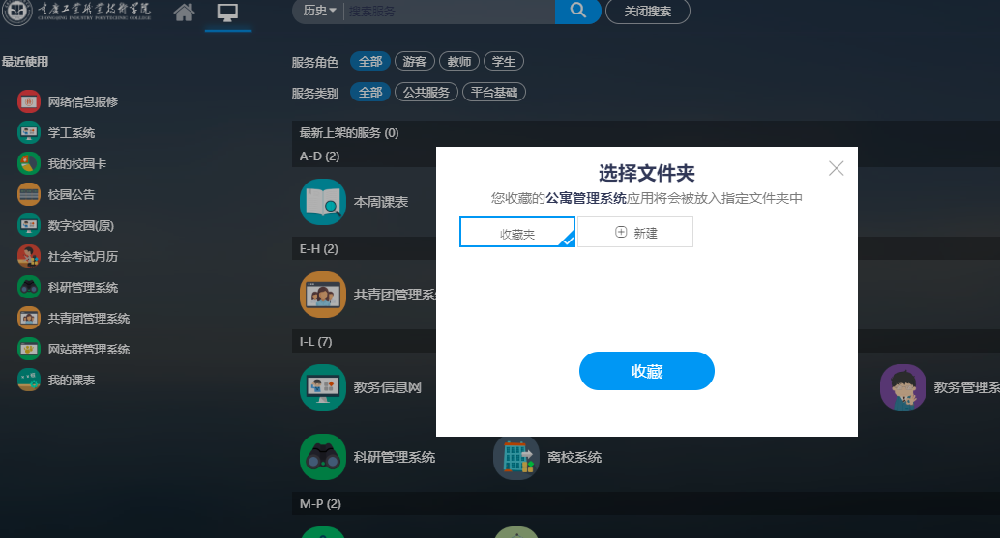 重庆工业职业技术学院
CHONGQING INDUSTRY POLYTECHNIC COLLEGE
历史
搜索服务
关闭搜索
最近使用
网络信息报修
学工系统
我的校园卡
校园公告
数字校园(原)
社会考试月历
科研管理系统
共青团管理系统
网站群管理系统
我的课表
服务角色 全部 游客 教师 学生
服务类别 全部 公共服务 平台基础
最新上架的服务 (0)
A-D (2)
本周课表
E-H (2)
共青团管理系
I-L (7)
教务信息网
教务管理系
科研管理系统
离校系统
M-P (2)
选择文件夹
您收藏的公寓管理系统应用将会被放入指定文件夹中
收藏夹
新建
收藏